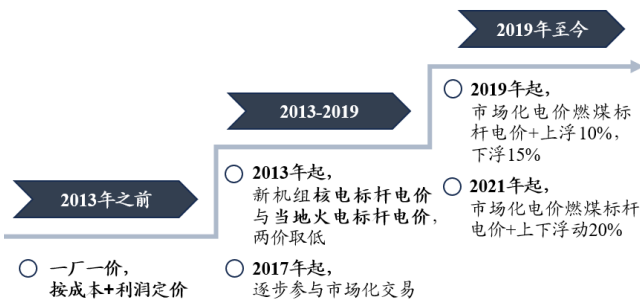 2019年至今
2013-2019
2013年之前
2019年起，
市场化电价燃煤标
杆电价+上浮10%，
下浮15%
2021年起，
市场化电价燃煤标杆
电价+上下浮动20%
2013年起，
新机组核电标杆电价
与当地火电标杆电价，
两价取低
2017年起，
逐步参与市场化交易
一厂一价，
按成本+利润定价